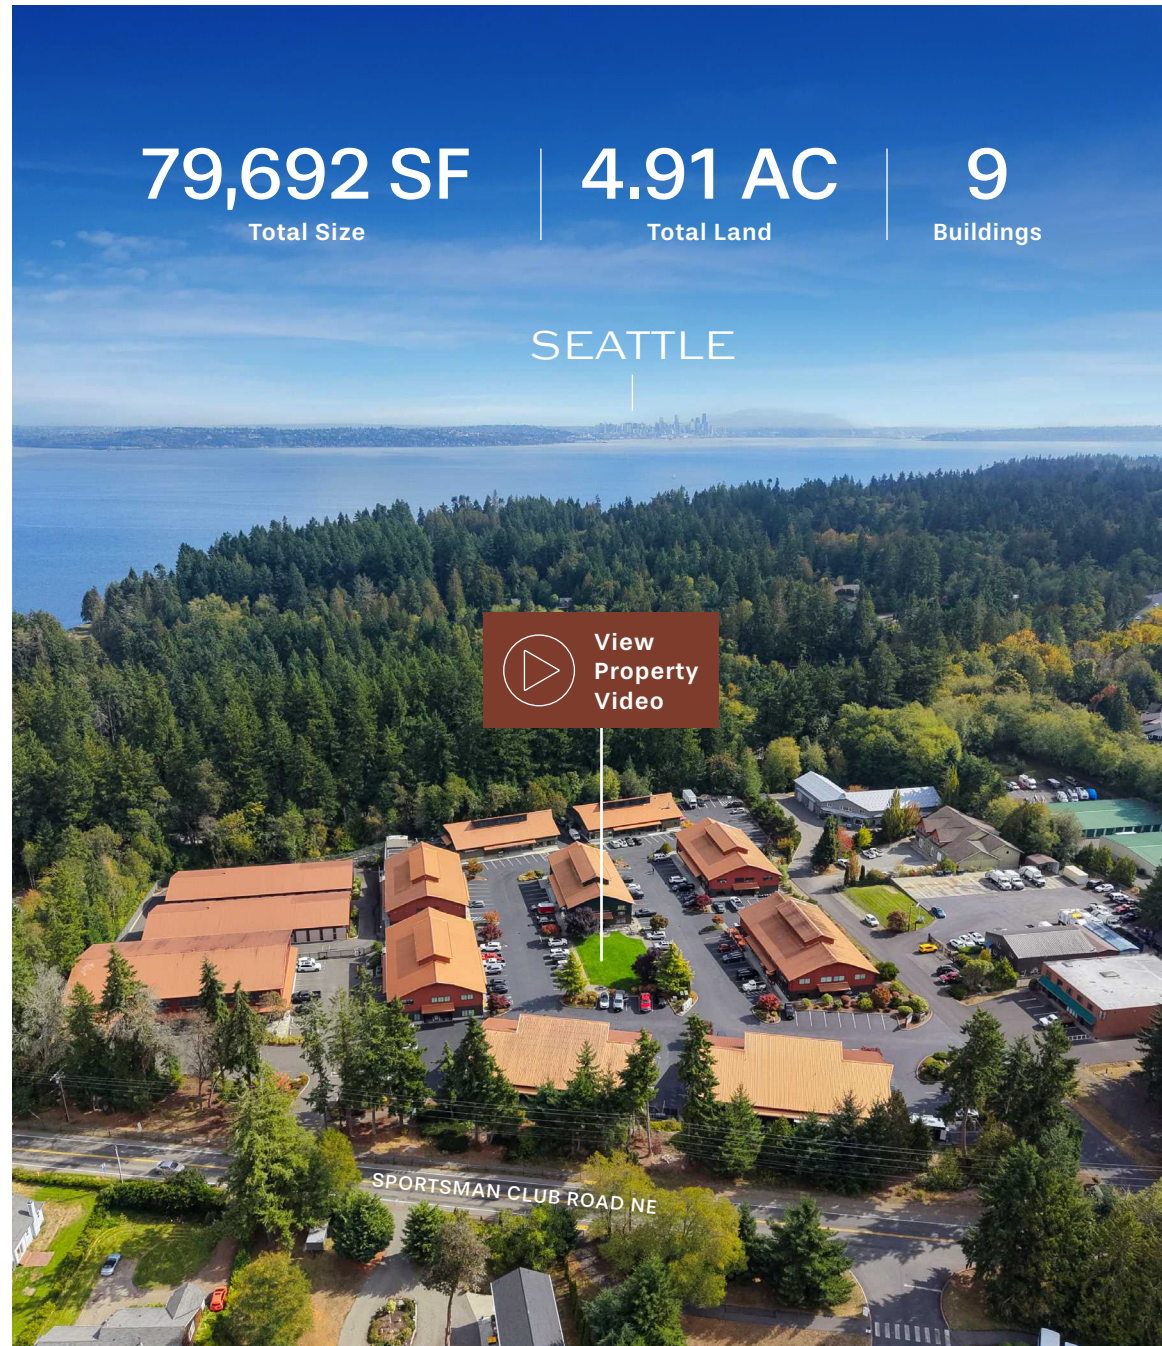 79,692 SF
Total Size
4.91 AC
Total Land
9
Buildings
SEATTLE
View
Property
Video
SPORTSMAN CLUB ROAD NE